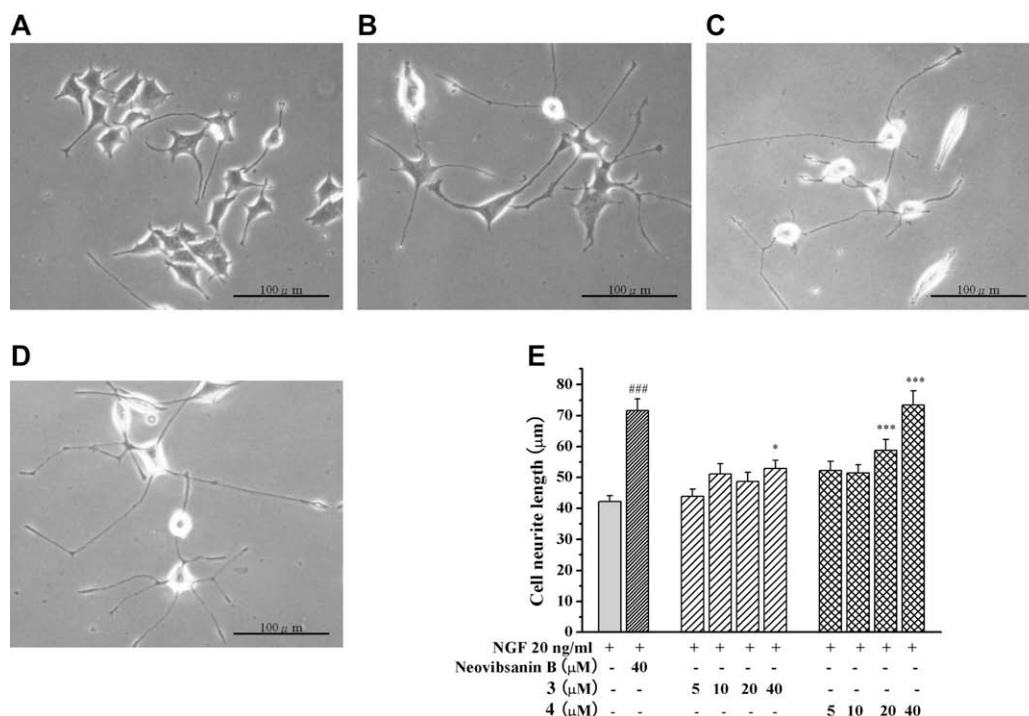 A
B
C
100 μ m
100 μ m
100 μ m
D
E
100 μ m
Cell neurite length (μm)
80
70
60
50
40
30
20
10
0
###
*
***
***
NGF 20 ng/ml + + + + + + + + + +
Neovibsanin B (μM) - 40 - - - - - - - -
3 (μM) - - 5 10 20 40 - - - -
4 (μM) - - - - - - 5 10 20 40